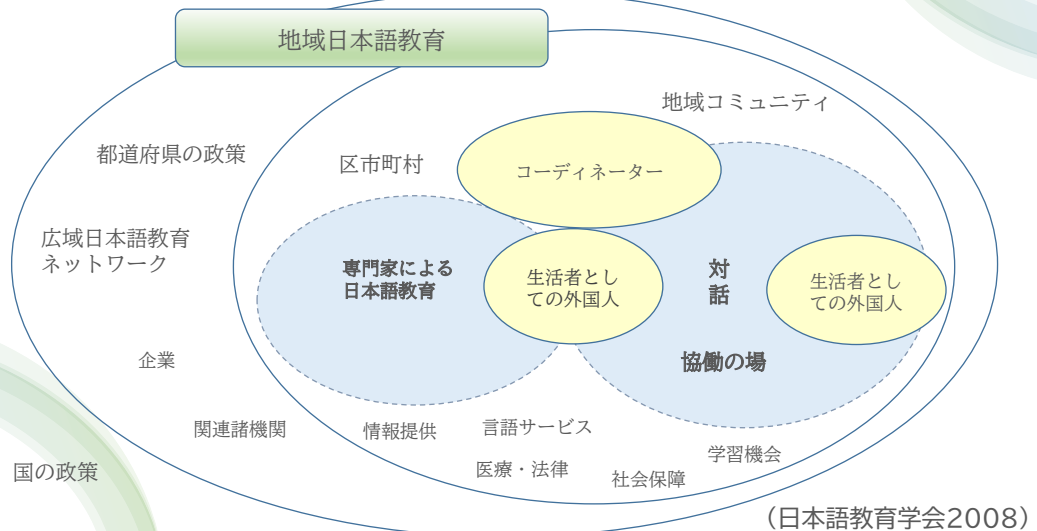 地域日本語教育
地域コミュニティ
都道府県の政策
区市町村
コーディネーター
広域日本語教育
ネットワーク
専門家による
日本語教育
生活者とし
ての外国人
対
話
生活者とし
ての外国人
協働の場
企業
関連諸機関
情報提供
言語サービス
医療・法律
社会保障
学習機会
国の政策
(日本語教育学会2008)